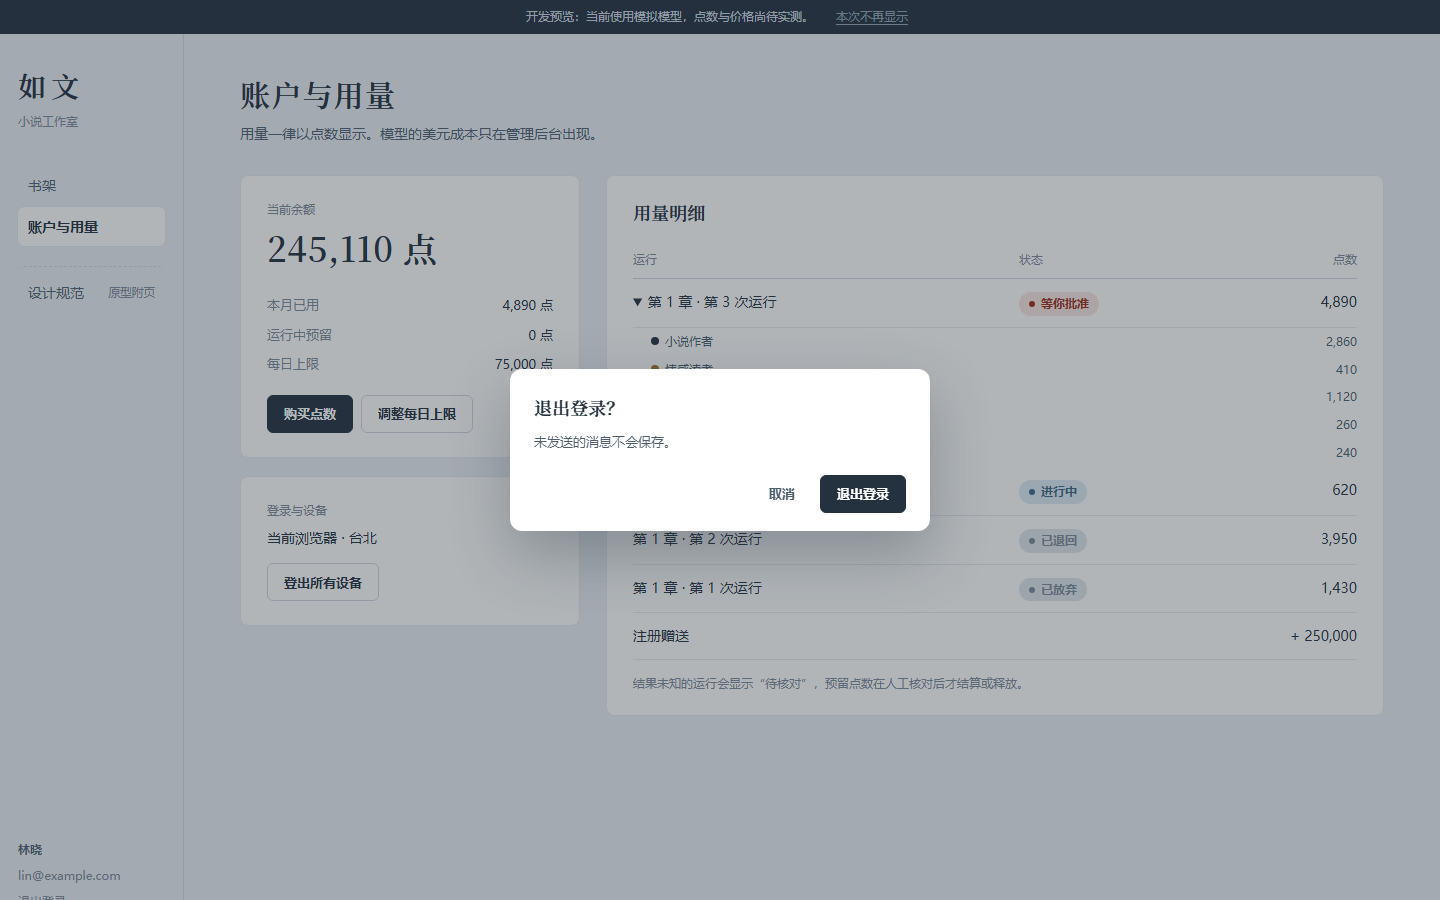 开发预览：当前使用模拟模型，点数与价格尚待实测。 本次不再显示
如文
小说工作室
书架
账户与用量
设计规范 原型附页
林晓
lin@example.com
退出登录
账户与用量
用量一律以点数显示。模型的美元成本只在管理后台出现。
当前余额
245,110 点
本月已用 4,890 点
运行中预留 0 点
每日上限 75,000 点
购买点数 调整每日上限
登录与设备
当前浏览器 · 台北
登出所有设备
用量明细
运行 状态 点数
▼ 第 1 章 · 第 3 次运行 等你批准 4,890
小说作者 2,860
情感读者 410
1,120
260
240
进行中 620
第 1 章 · 第 2 次运行 已退回 3,950
第 1 章 · 第 1 次运行 已放弃 1,430
注册赠送 + 250,000
结果未知的运行会显示“待核对”，预留点数在人工核对后才结算或释放。
退出登录？
未发送的消息不会保存。
取消 退出登录